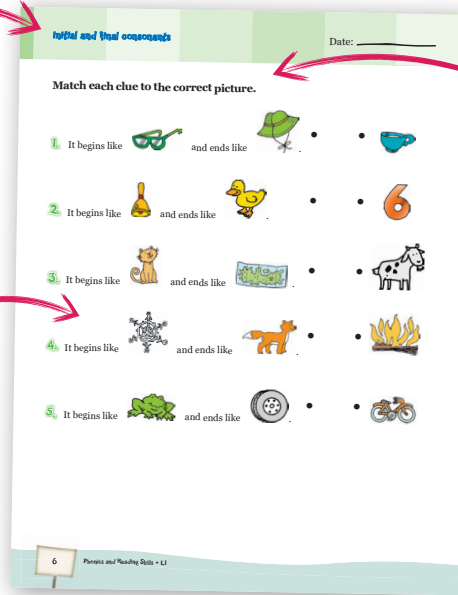 Initial and final consonants
Date:
Match each clue to the correct picture.
1. It begins like and ends like .
2. It begins like and ends like .
6
3. It begins like and ends like .
4. It begins like and ends like .
5. It begins like and ends like .
6 Phonics and Reading Skills • L1